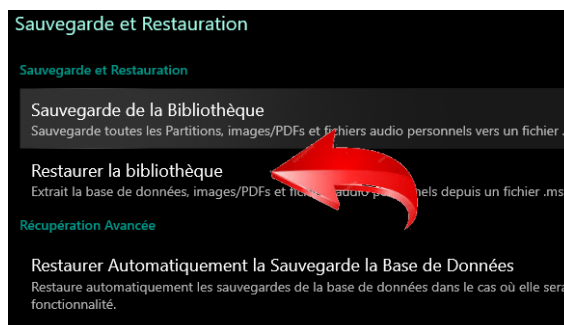 Sauvegarde et Restauration
Sauvegarde et Restauration
Sauvegarde de la Bibliothèque
Sauvegarde toutes les Partitions, images/PDFs et fichiers audio personnels vers un fichier .
Restaurer la bibliothèque
Extrait la base de données, images/PDFs et audio depuis un fichier .ms
Récupération Avancée
Restaurer Automatiquement la Sauvegarde la Base de Données
Restaure automatiquement les sauvegardes de la base de données dans le cas où elle sera
fonctionnalité.